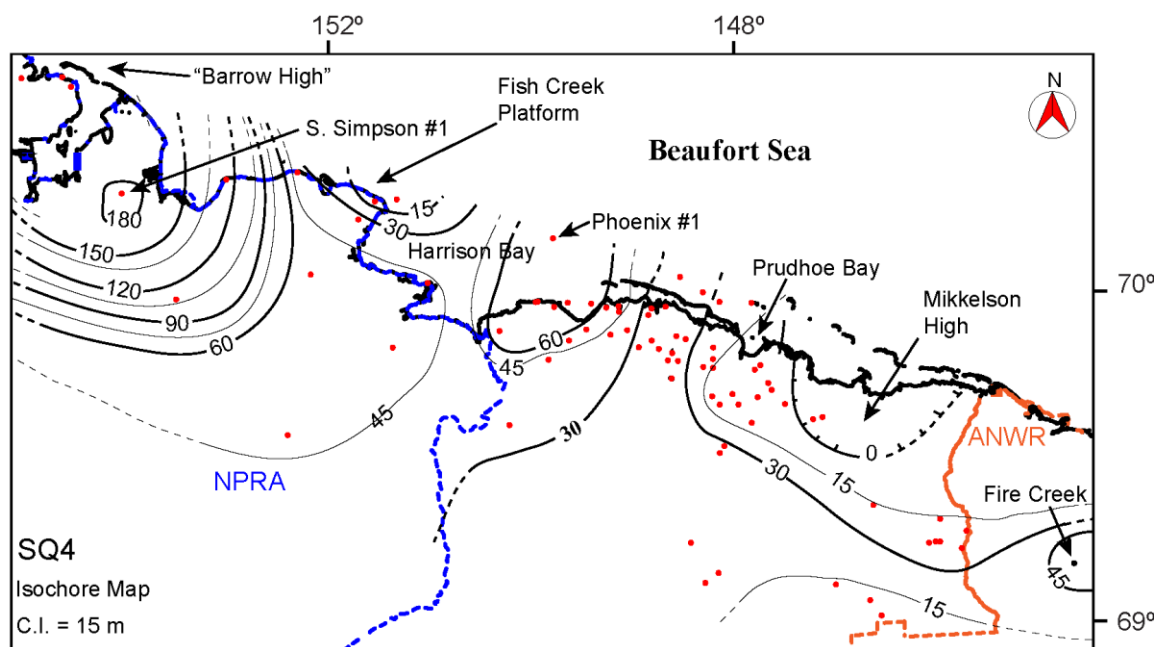 152º
148º
"Barrow High"
Fish Creek
Platform
N
S. Simpson #1
Beaufort Sea
180
15
30
Phoenix #1
150
Harrison Bay
Prudhoe Bay
70º
120
Mikkelson
High
90
60
60
45
45
30
0
ANWR
NPRA
30
15
Fire Creek
SQ4
45
Isochore Map
15
C.I. = 15 m
69º